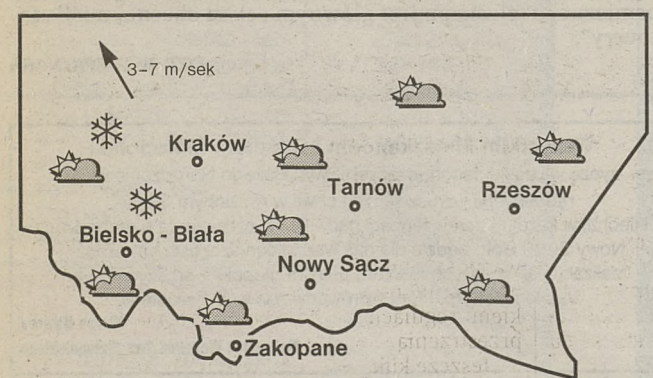 3–7 m/sek
Kraków
Tarnów
Rzeszów
Bielsko - Biała
Nowy Sącz
Zakopane